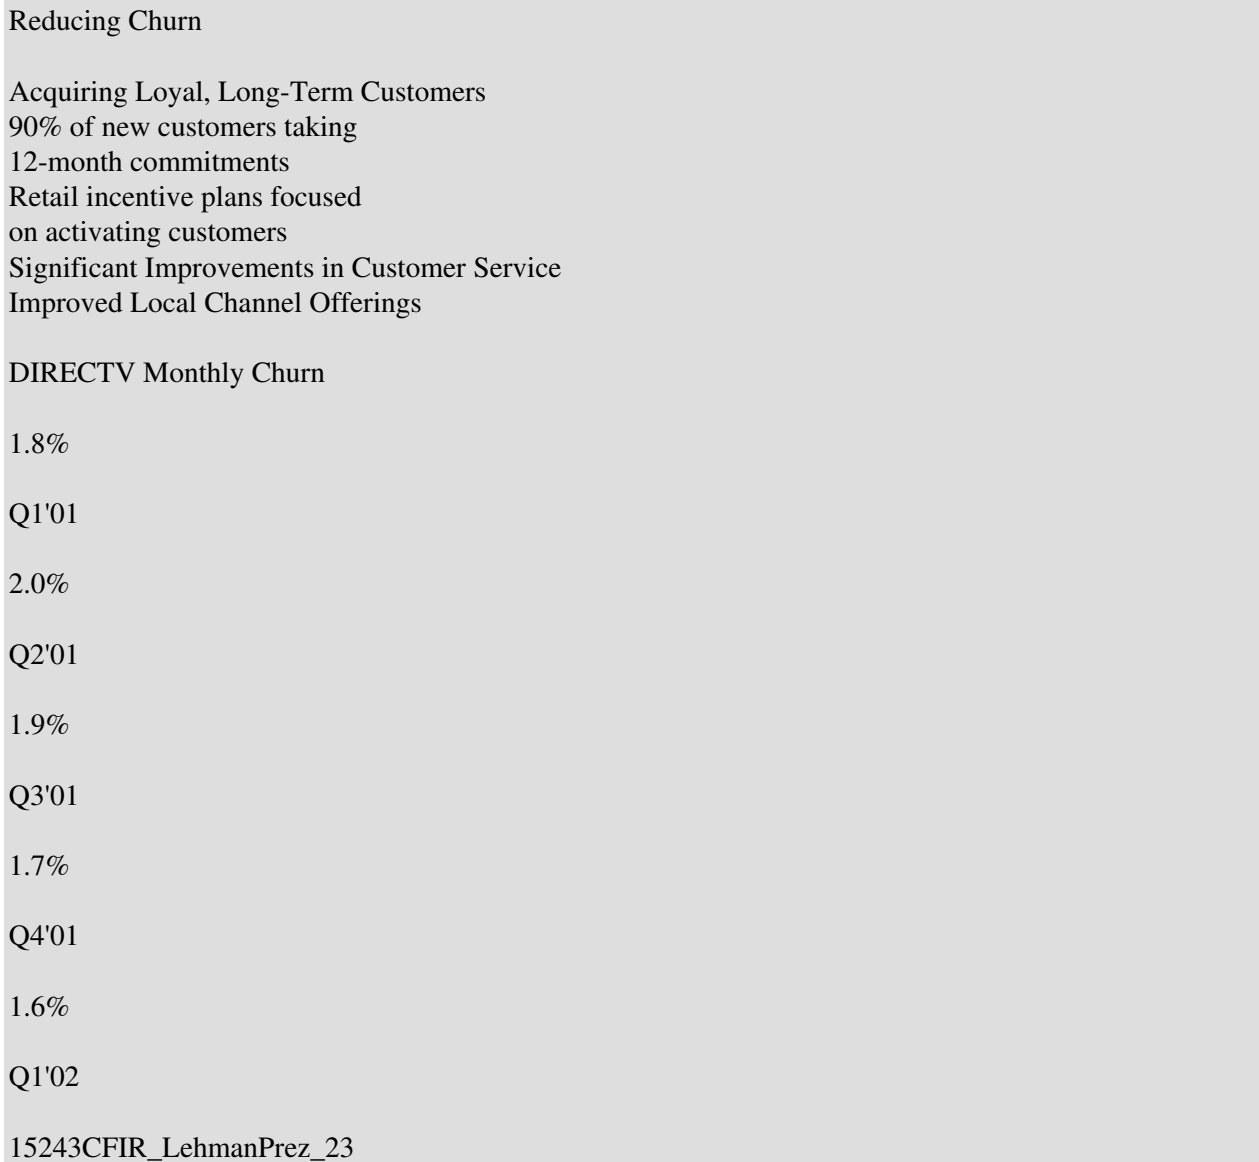 Reducing Churn
Acquiring Loyal, Long-Term Customers
90% of new customers taking
12-month commitments
Retail incentive plans focused
on activating customers
Significant Improvements in Customer Service
Improved Local Channel Offerings
DIRECTV Monthly Churn
1.8%
Q1'01
2.0%
Q2'01
1.9%
Q3'01
1.7%
Q4'01
1.6%
Q1'02
15243CFIR_LehmanPrez_23